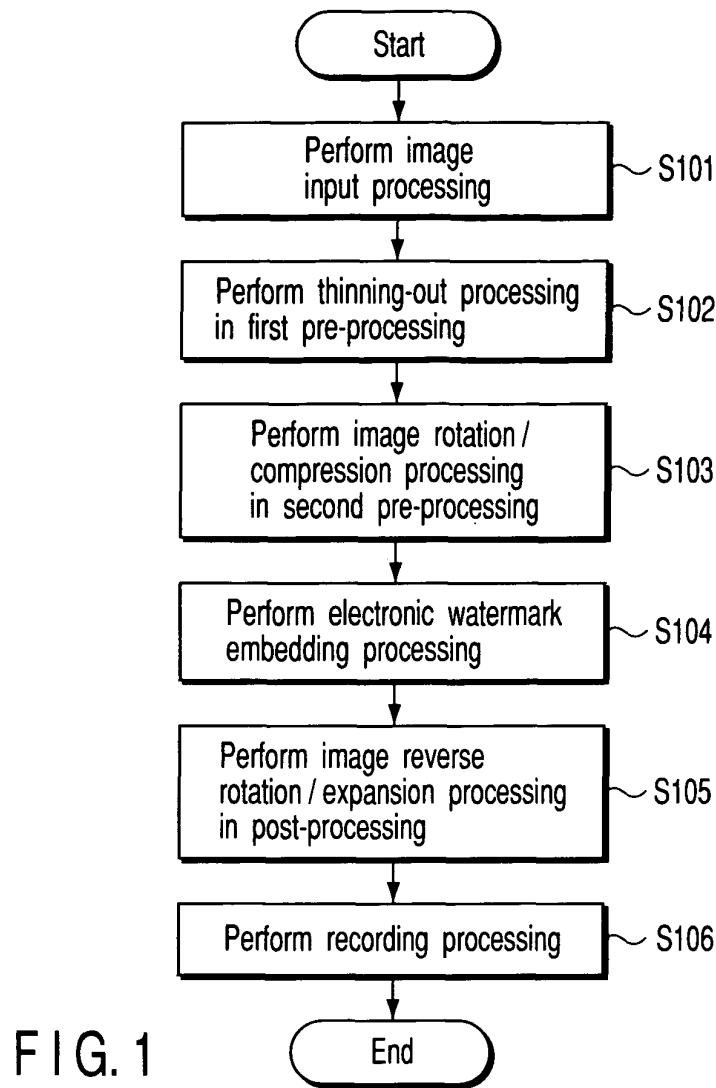 Start
Perform image
input processing
S101
Perform thinning-out processing
in first pre-processing
S102
Perform image rotation /
compression processing
in second pre-processing
S103
Perform electronic watermark
embedding processing
S104
Perform image reverse
rotation / expansion processing
in post-processing
S105
Perform recording processing
S106
End
FIG. 1